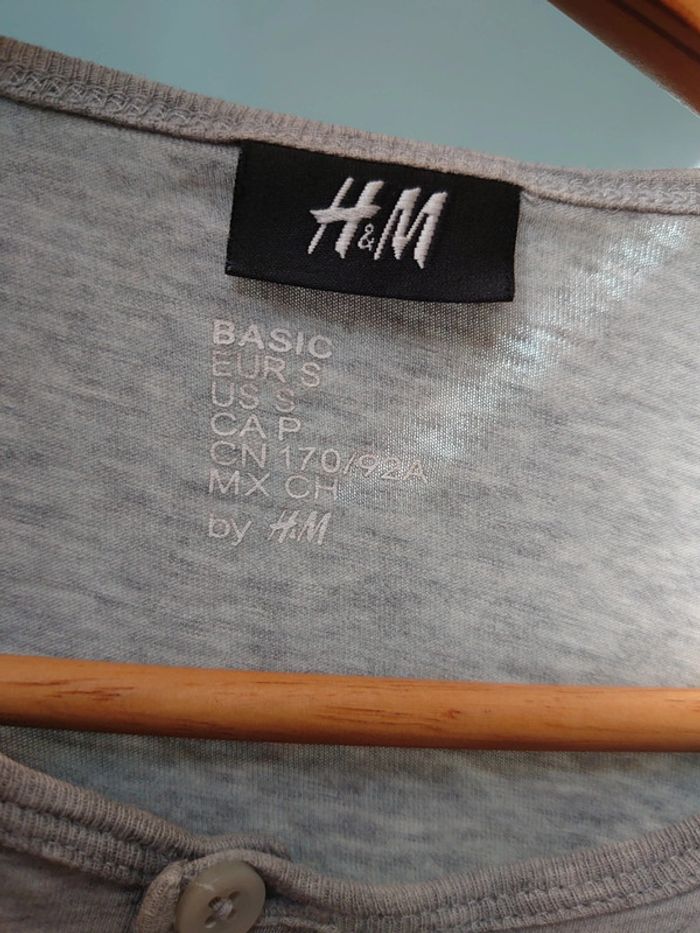 H&M
BASIC
EUR S
US S
CA P
CN 170/92A
MX CH
by H&M